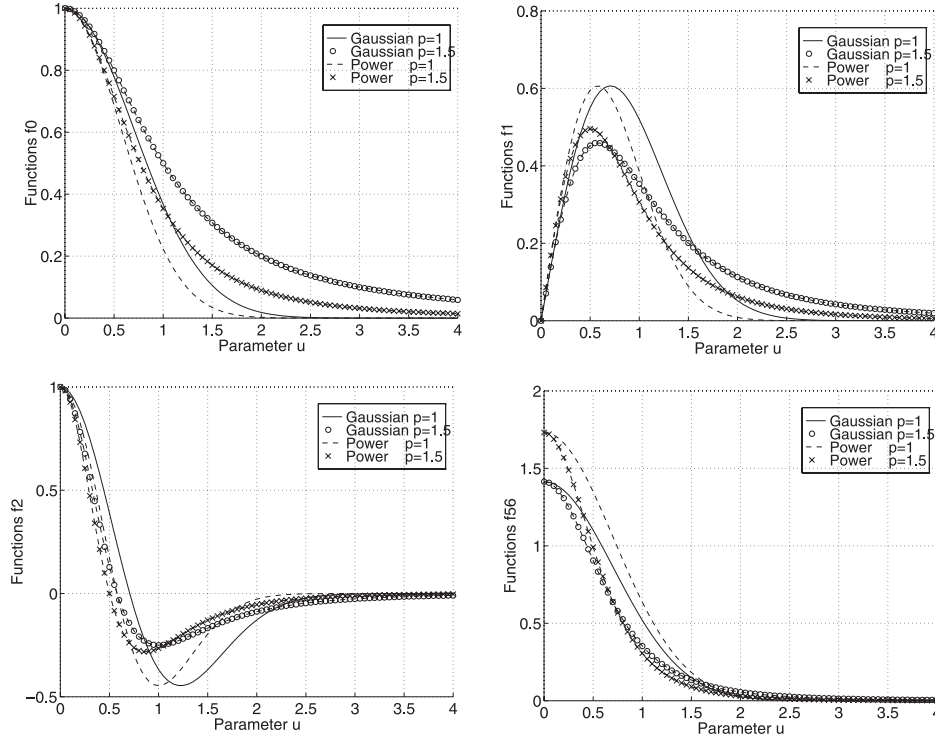 1
0.8
0.6
0.4
0.2
0
Functions f0
0 0.5 1 1.5 2 2.5 3 3.5 4
Parameter u
Gaussian p=1
Gaussian p=1.5
Power p=1
Power p=1.5
0.8
0.6
0.4
0.2
0
Functions f1
0 0.5 1 1.5 2 2.5 3 3.5 4
Parameter u
Gaussian p=1
Gaussian p=1.5
Power p=1
Power p=1.5
1
0.5
0
−0.5
Functions f2
0 0.5 1 1.5 2 2.5 3 3.5 4
Parameter u
Gaussian p=1
Gaussian p=1.5
Power p=1
Power p=1.5
2
1.5
1
0.5
0
Functions f56
0 0.5 1 1.5 2 2.5 3 3.5 4
Parameter u
Gaussian p=1
Gaussian p=1.5
Power p=1
Power p=1.5